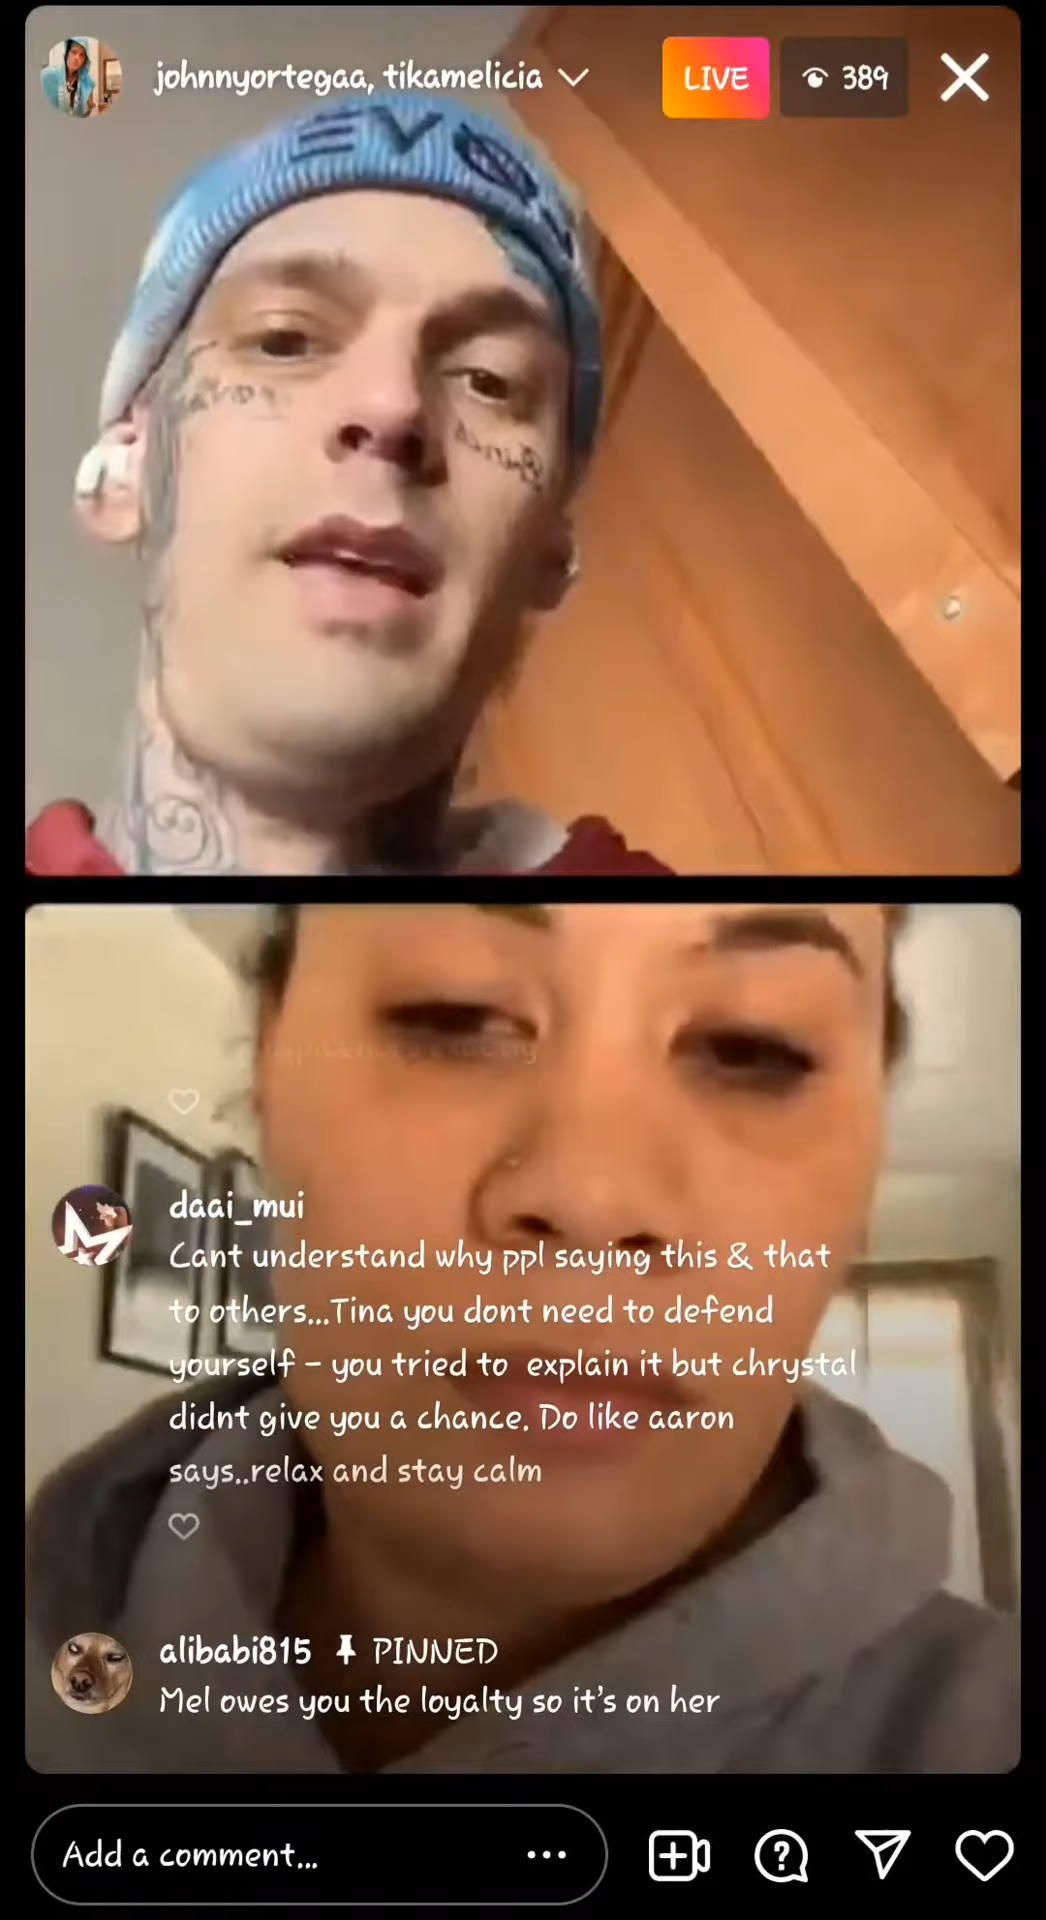 johnnyortegaa, tikamelicia
LIVE
389
daai_mui
Cant understand why ppl saying this & that
to others...Tina you dont need to defend
yourself – you tried to explain it but chrystal
didnt give you a chance. Do like aaron
says..relax and stay calm
alibabi815 PINNED
Mel owes you the loyalty so it's on her
Add a comment...